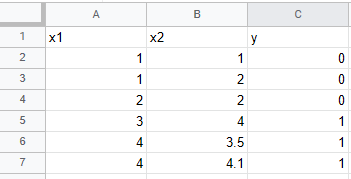 A B C
1 x1 x2 y
2 1 1 0
3 1 2 0
4 2 2 0
5 3 4 1
6 4 3.5 1
7 4 4.1 1